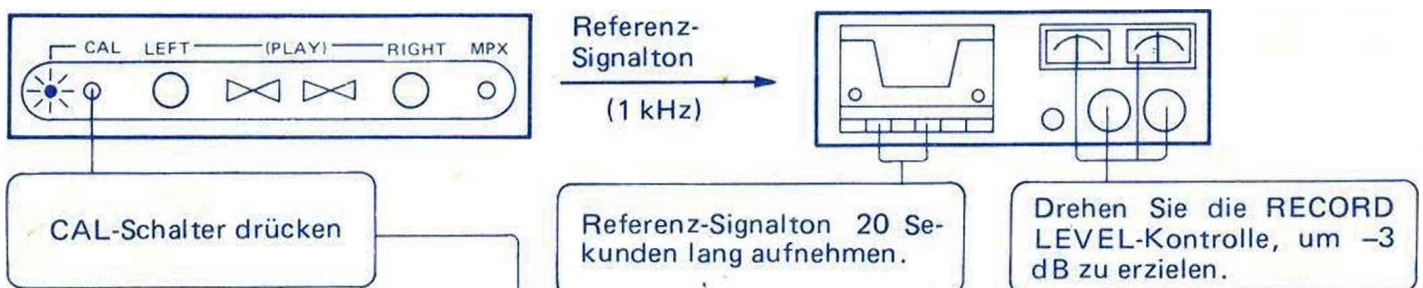 CAL LEFT (PLAY) RIGHT MPX
Referenz-
Signalton
(1 kHz)
CAL-Schalter drücken
Referenz-Signalton 20 Se-
kunden lang aufnehmen.
Drehen Sie die RECORD
LEVEL-Kontrolle, um –3
dB zu erzielen.